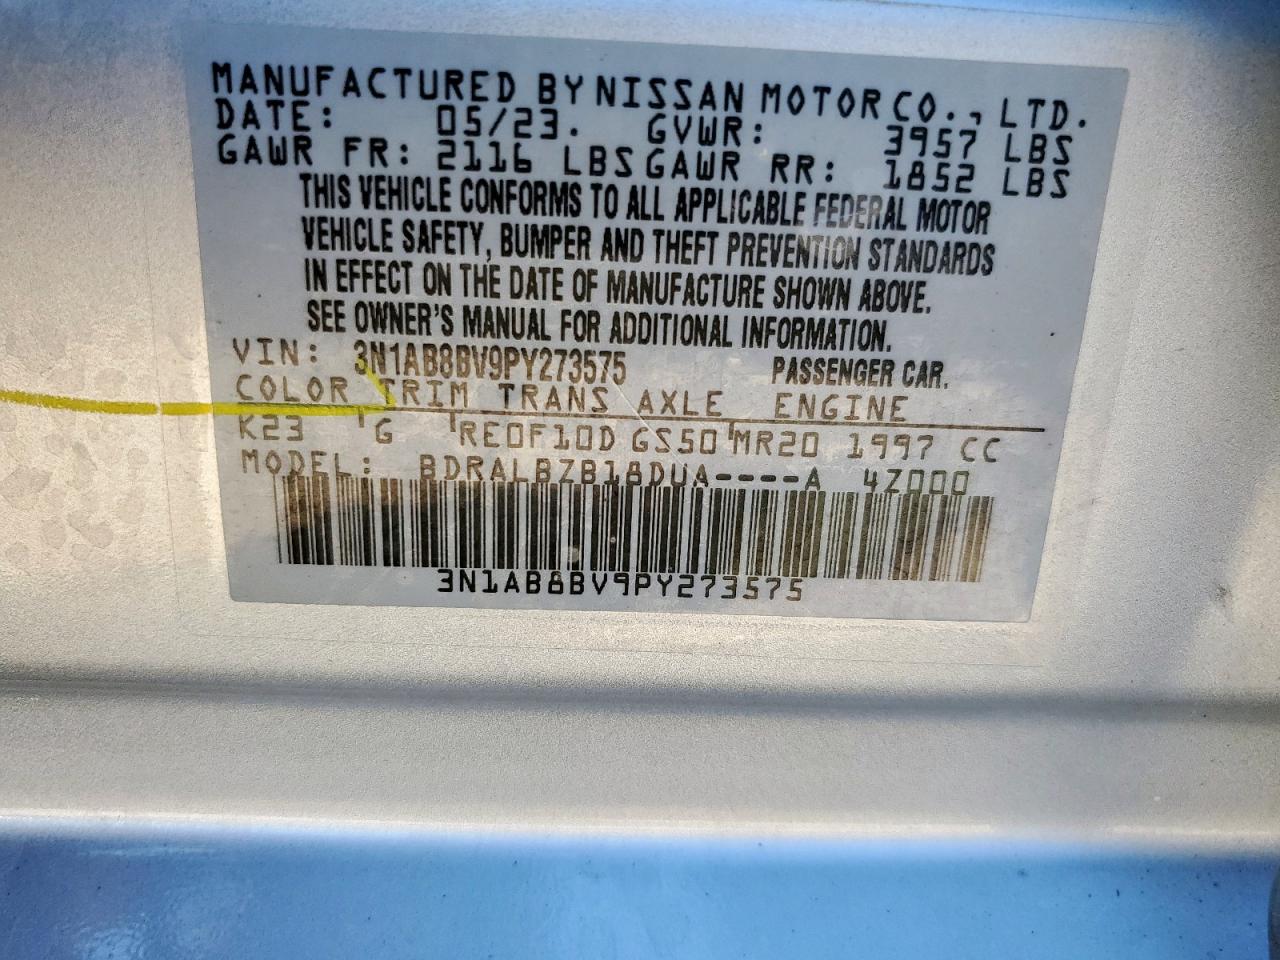 MANUFACTURED BY NISSAN MOTOR CO., LTD.
DATE: 05/23. GVWR: 3957 LBS
GAWR FR: 2116 LBS GAWR RR: 1852 LBS
THIS VEHICLE CONFORMS TO ALL APPLICABLE FEDERAL MOTOR
VEHICLE SAFETY, BUMPER AND THEFT PREVENTION STANDARDS
IN EFFECT ON THE DATE OF MANUFACTURE SHOWN ABOVE.
SEE OWNER'S MANUAL FOR ADDITIONAL INFORMATION.
VIN: 3N1AB8BV9PY273575 PASSENGER CAR.
COLOR TRIM TRANS AXLE ENGINE
K23 G RE0F10D GS50 MR20 1997 CC
MODEL: BDRALBZB18DUA----A 4Z000
3N1AB8BV9PY273575